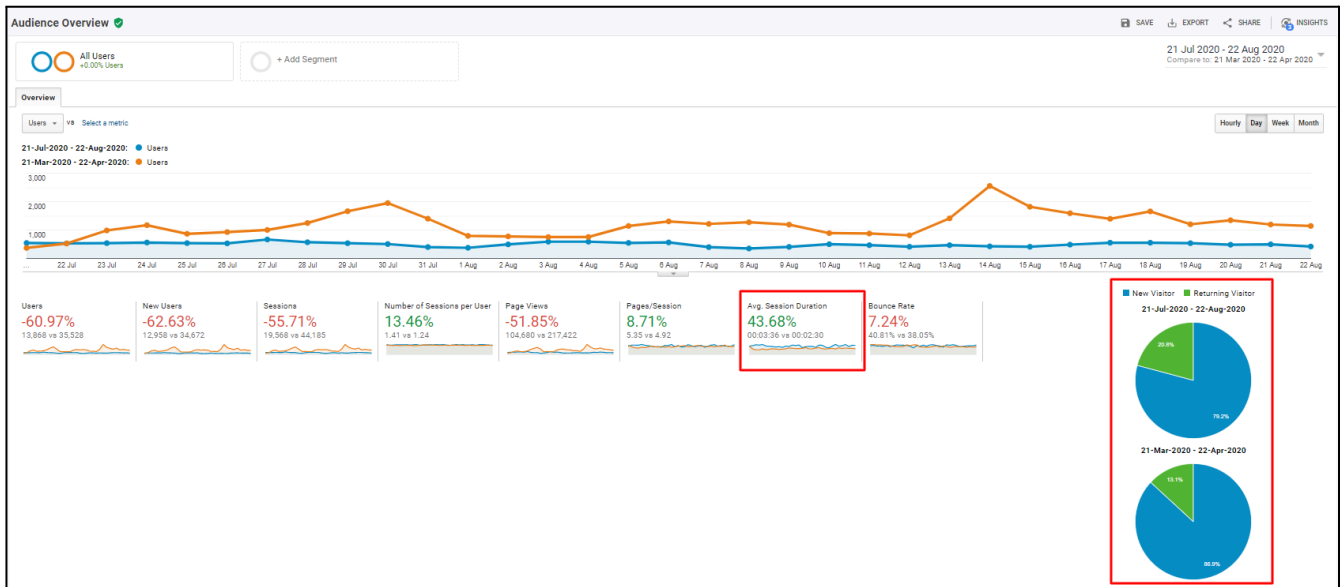 Audience Overview
SAVE EXPORT SHARE INSIGHTS
All Users
+0.00% Users
+ Add Segment
21 Jul 2020 - 22 Aug 2020
Compare to: 21 Mar 2020 - 22 Apr 2020
Overview
Users vs Select a metric
Hourly Day Week Month
21-Jul-2020 - 22-Aug-2020: Users
21-Mar-2020 - 22-Apr-2020: Users
3,000
2,000
1,000
... 22 Jul 23 Jul 24 Jul 25 Jul 26 Jul 27 Jul 28 Jul 29 Jul 30 Jul 31 Jul 1 Aug 2 Aug 3 Aug 4 Aug 5 Aug 6 Aug 7 Aug 8 Aug 9 Aug 10 Aug 11 Aug 12 Aug 13 Aug 14 Aug 15 Aug 16 Aug 17 Aug 18 Aug 19 Aug 20 Aug 21 Aug 22 Aug
Users
-60.97%
13,868 vs 35,528
New Users
-62.63%
12,958 vs 34,672
Sessions
-55.71%
19,568 vs 44,185
Number of Sessions per User
13.46%
1.41 vs 1.24
Page Views
-51.85%
104,680 vs 217,422
Pages/Session
8.71%
5.35 vs 4.92
Avg. Session Duration
43.68%
00:03:36 vs 00:02:30
Bounce Rate
7.24%
40.81% vs 38.05%
New Visitor Returning Visitor
21-Jul-2020 - 22-Aug-2020
20.8%
79.2%
21-Mar-2020 - 22-Apr-2020
13.1%
86.9%